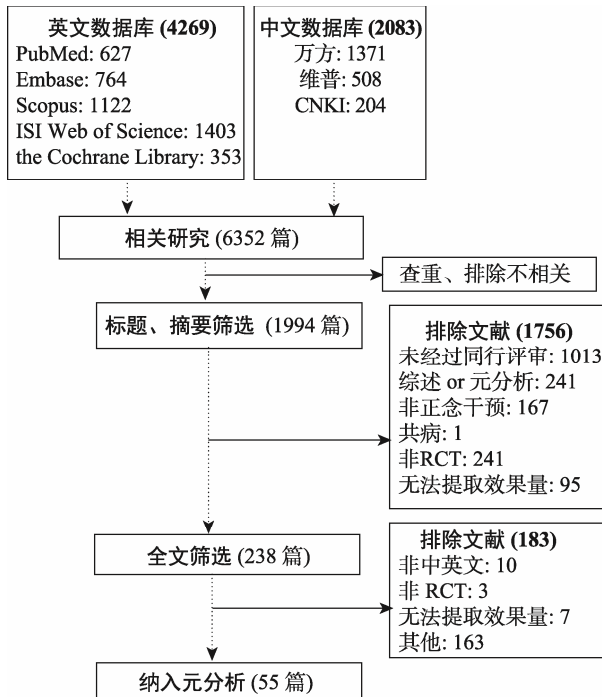 英文数据库 (4269)
PubMed: 627
Embase: 764
Scopus: 1122
ISI Web of Science: 1403
the Cochrane Library: 353
中文数据库 (2083)
万方: 1371
维普: 508
CNKI: 204
相关研究 (6352 篇)
查重、排除不相关
标题、摘要筛选 (1994 篇)
排除文献 (1756)
未经过同行评审: 1013
综述 or 元分析: 241
非正念干预: 167
共病: 1
非RCT: 241
无法提取效果量: 95
全文筛选 (238 篇)
排除文献 (183)
非中英文: 10
非 RCT: 3
无法提取效果量: 7
其他: 163
纳入元分析 (55 篇)